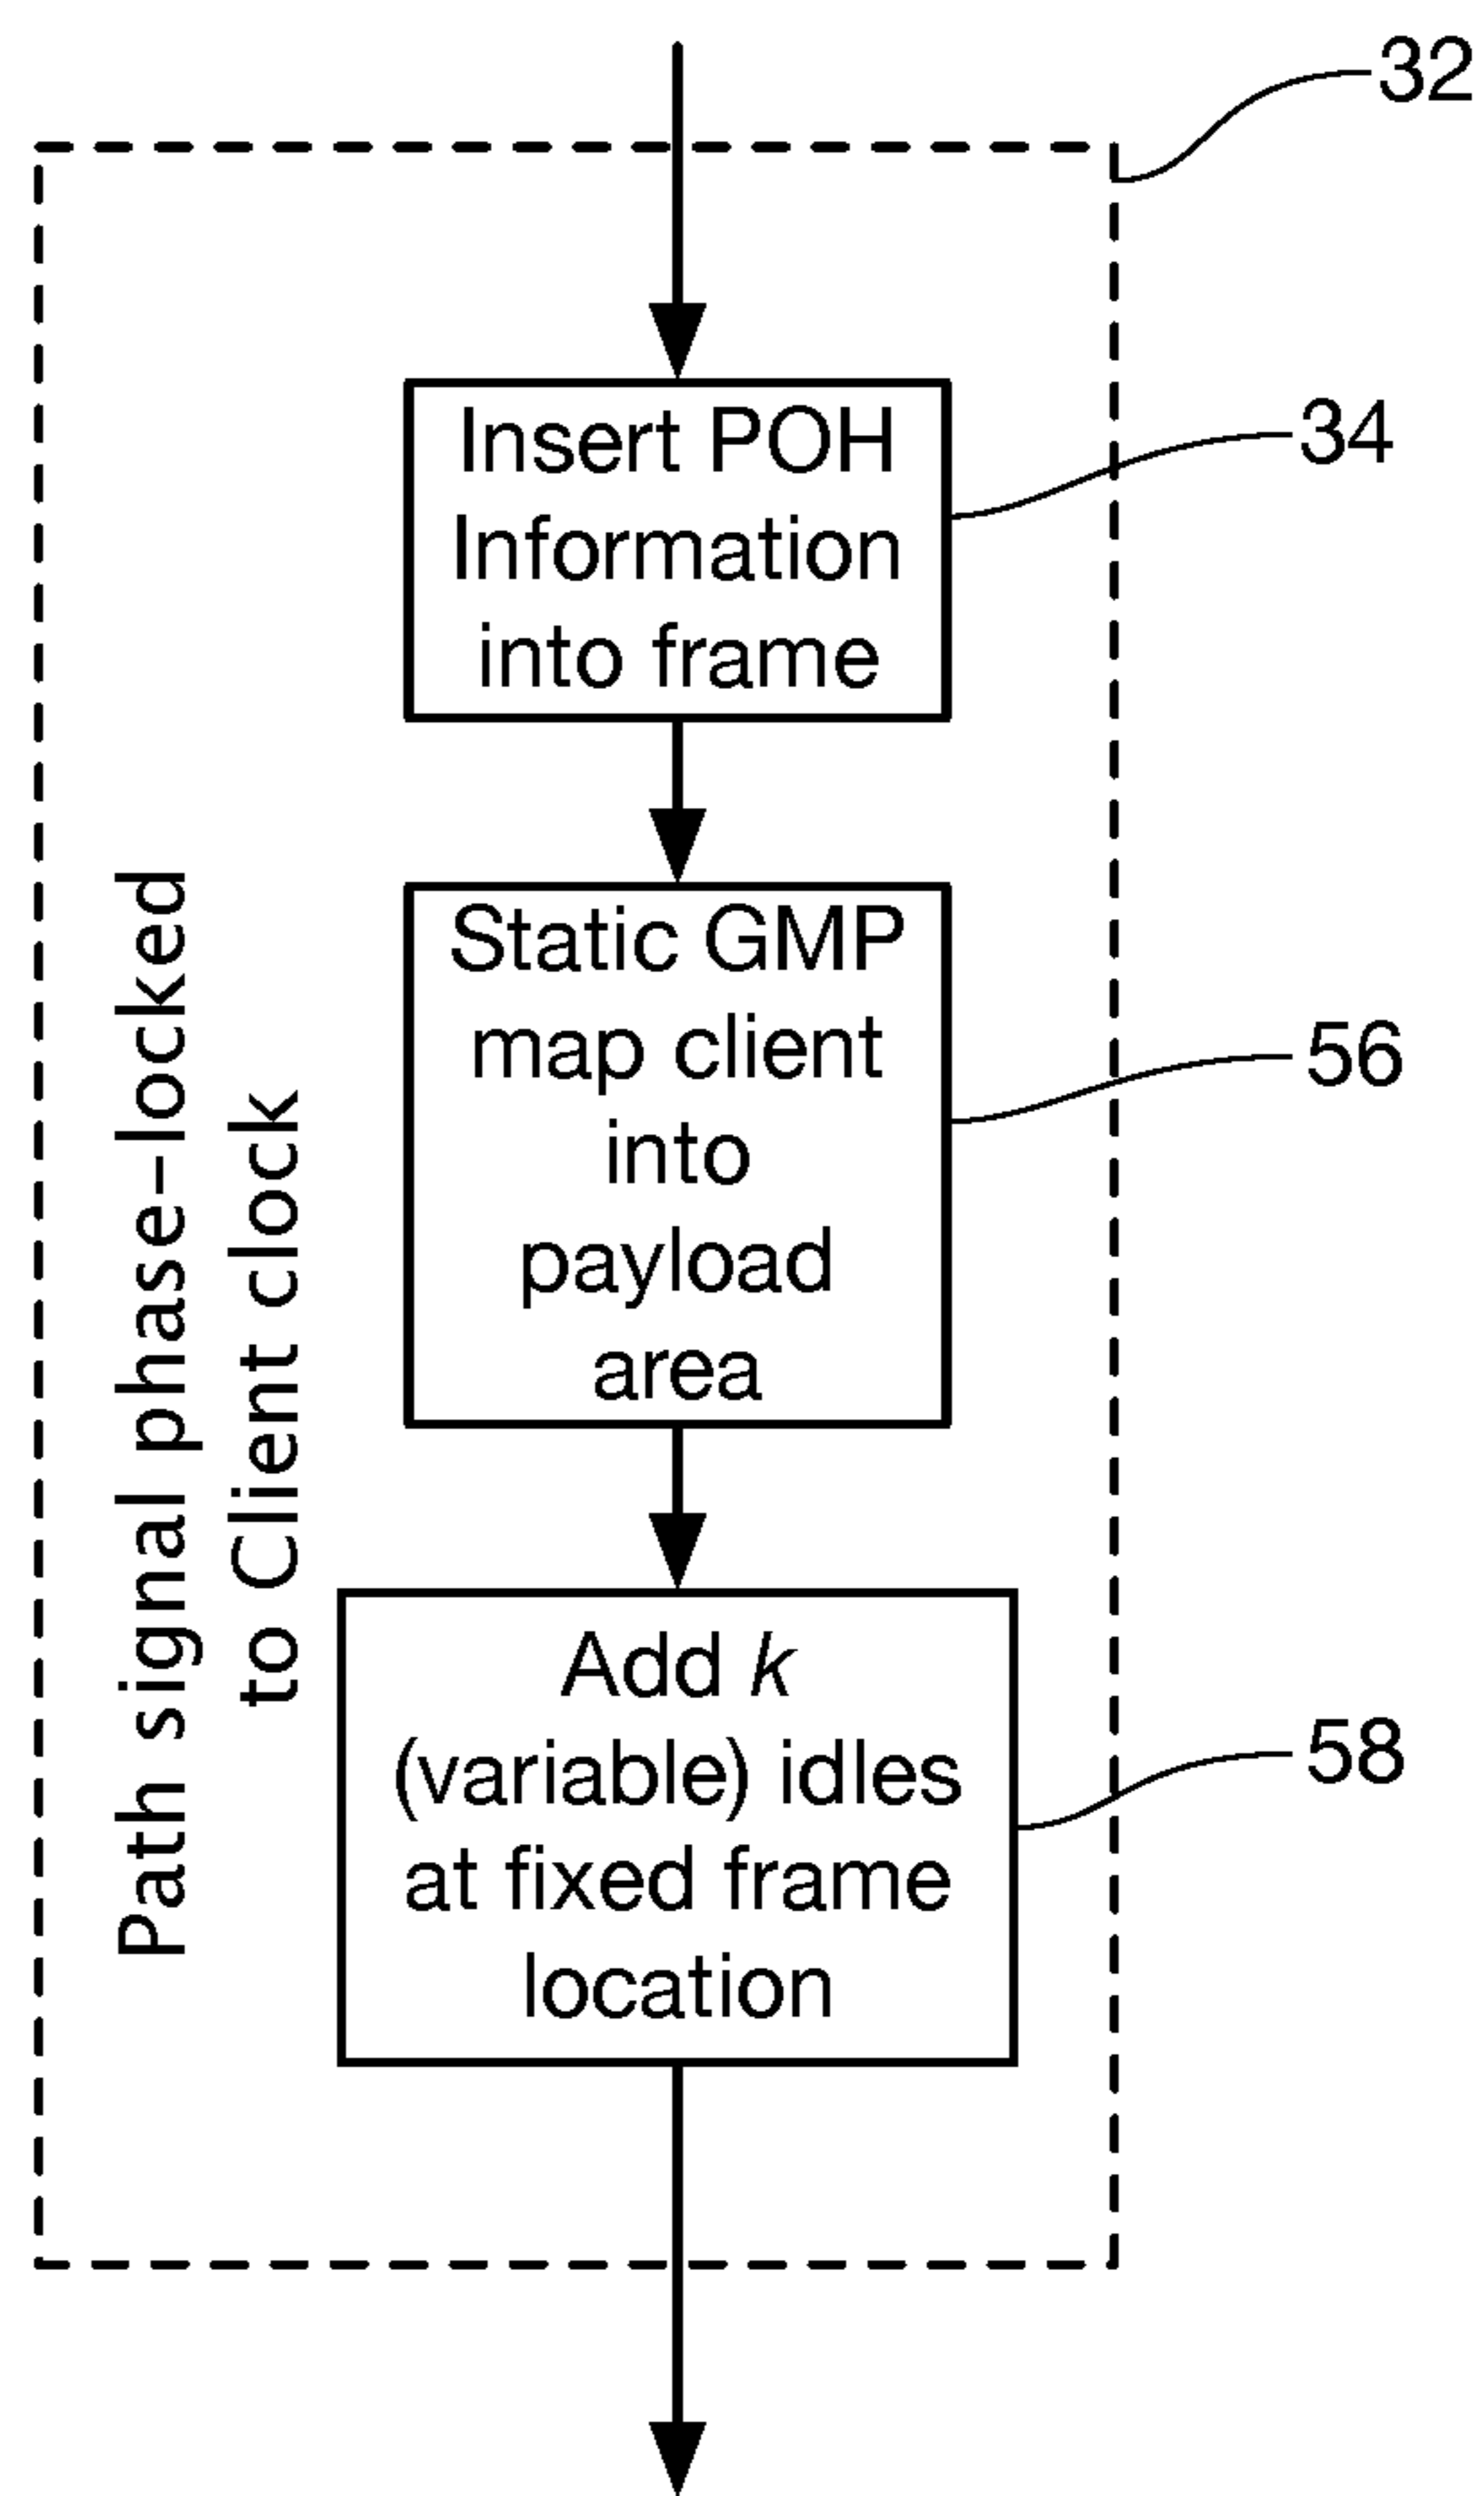 32
Insert POH
Information
into frame
34
Static GMP
map client
into
payload
area
56
Path signal phase-locked
to Client clock
Add k
(variable) idles
at fixed frame
location
58